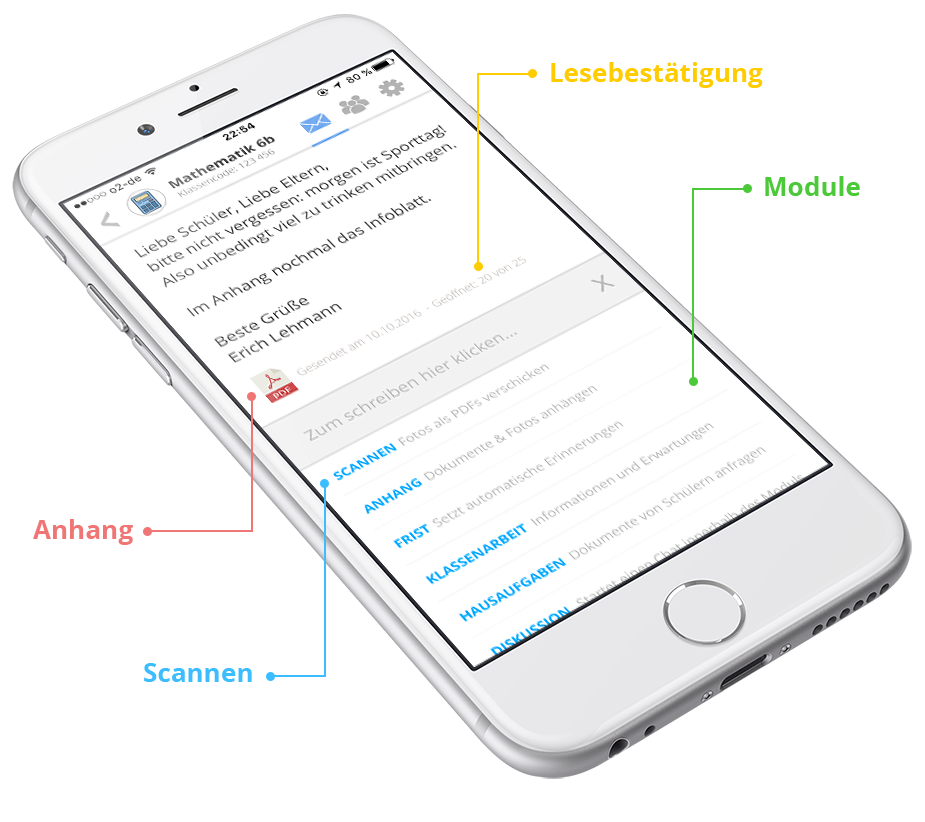 Lesebestätigung
Module
Anhang
Scannen
o2-de 22:54 80 %
Mathematik 6b
Klassencode: 123 456
Liebe Schüler, Liebe Eltern,
bitte nicht vergessen: morgen ist Sporttag!
Also unbedingt viel zu trinken mitbringen.
Im Anhang nochmal das Infoblatt.
Beste Grüße
Erich Lehmann
Gesendet am 10.10.2016 - Geöffnet: 20 von 25
PDF
Zum schreiben hier klicken... X
SCANNEN Fotos als PDFs verschicken
ANHANG Dokumente & Fotos anhängen
FRIST Setzt automatische Erinnerungen
KLASSENARBEIT Informationen und Erwartungen
HAUSAUFGABEN Dokumente von Schülern anfragen
DISKUSSION Startet einen Chat innerhalb des Moduls